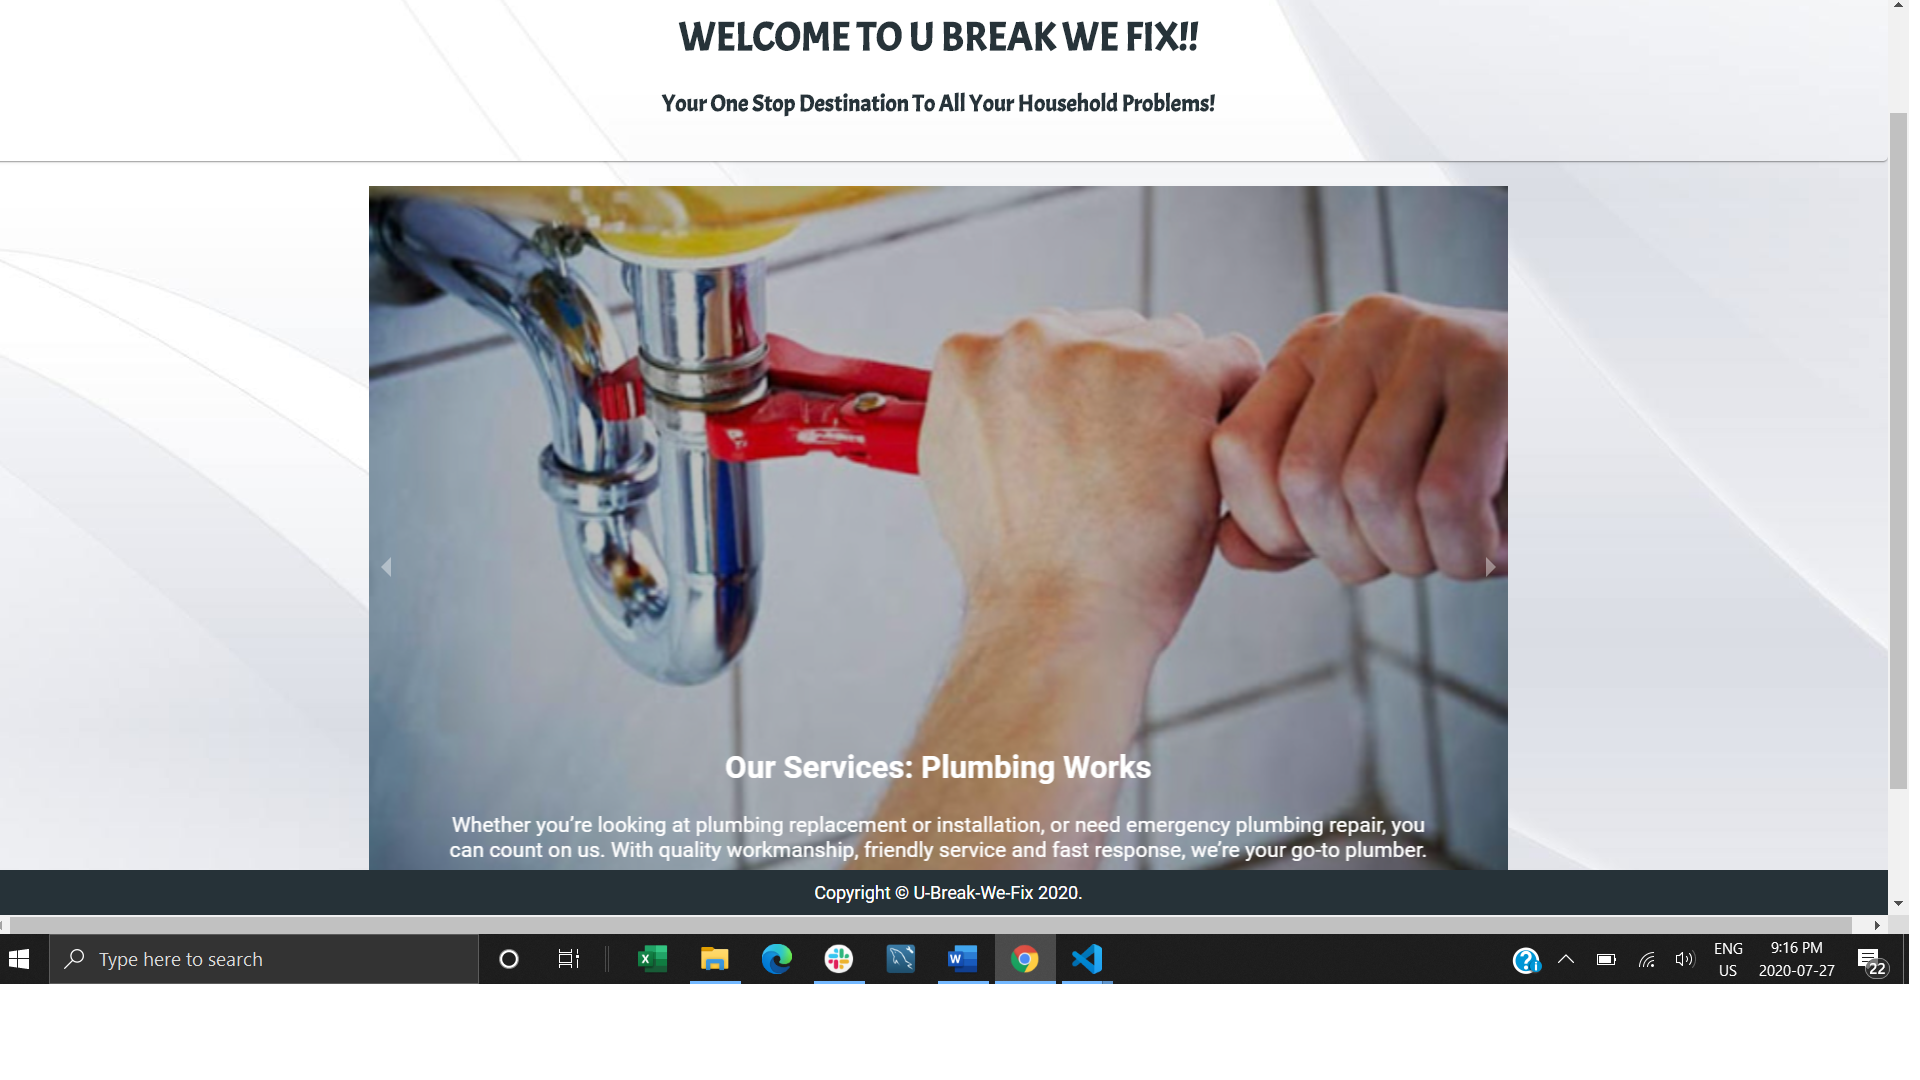 WELCOME TO U BREAK WE FIX!!
Your One Stop Destination To All Your Household Problems!
Our Services: Plumbing Works
Whether you’re looking at plumbing replacement or installation, or need emergency plumbing repair, you
can count on us. With quality workmanship, friendly service and fast response, we’re your go-to plumber.
Copyright © U-Break-We-Fix 2020.
Type here to search
ENG
US
9:16 PM
2020-07-27
22